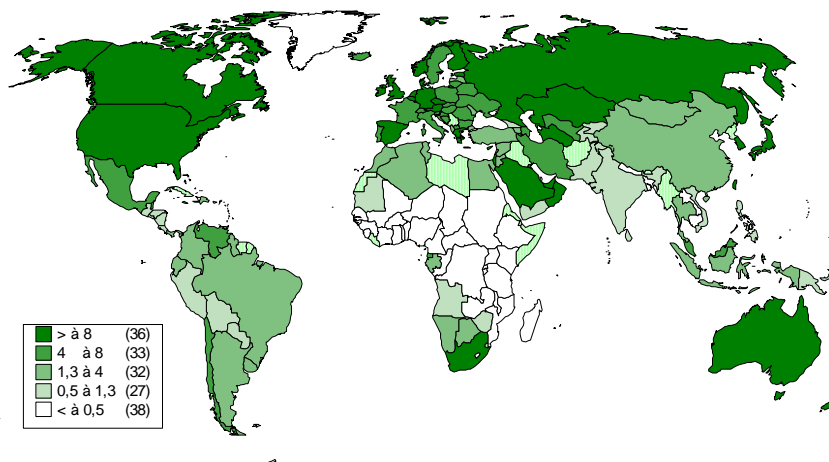 > à 8 (36)
4 à 8 (33)
1,3 à 4 (32)
0,5 à 1,3 (27)
< à 0,5 (38)